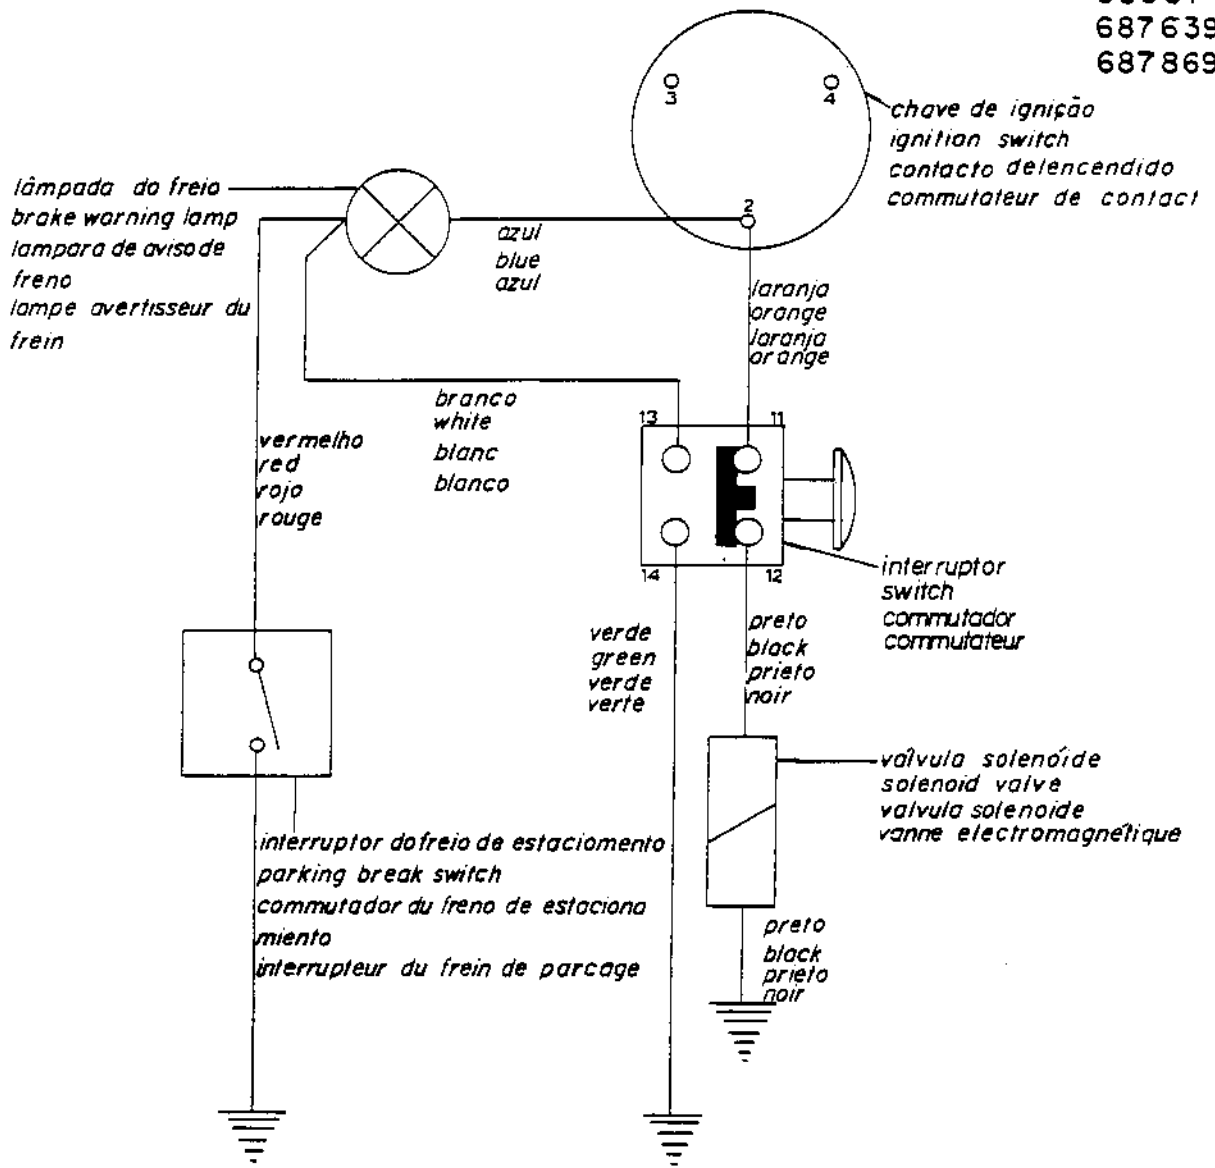 687639
687869
chave de ignição
ignition switch
contacto delencendido
commutateur de contact
3
4
2
lâmpada do freio
brake warning lamp
lampara de avisode
freno
lampe avertisseur du
frein
azul
blue
azul
laranja
orange
laranja
orange
branco
white
blanc
blanco
vermelho
red
rojo
rouge
13
11
14
12
interruptor
switch
commutador
commutateur
verde
green
verde
verte
preto
black
prieto
noir
válvula solenóide
solenoid valve
valvula solenoide
vanne electromagnétique
interruptor dofreio de estaciomento
parking break switch
commutador du freno de estaciona
miento
interrupteur du frein de parcage
preto
black
prieto
noir